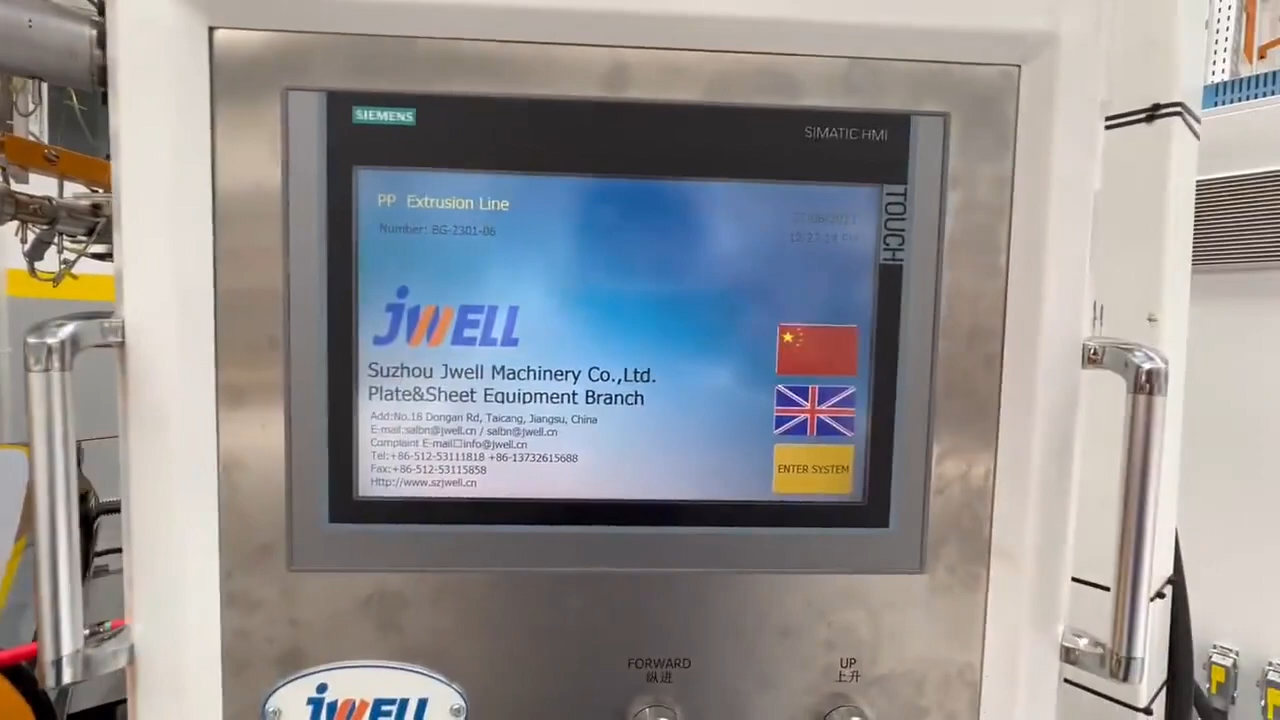 SIEMENS
SIMATIC HMI
TOUCH
PP Extrusion Line
Number: BG-2301-06
JWELL
Suzhou Jwell Machinery Co.,Ltd.
Plate&Sheet Equipment Branch
Add:No.18 Dongan Rd, Taicang, Jiangsu, China
E-mail:salbn@jwell.cn / salbn@jwell.cn
Complaint E-mail□info@jwell.cn
Tel:+86-512-53111818 +86-13732615688
Fax:+86-512-53115858
Http://www.szjwell.cn
ENTER SYSTEM
FORWARD
纵进
UP
上升
JWELL